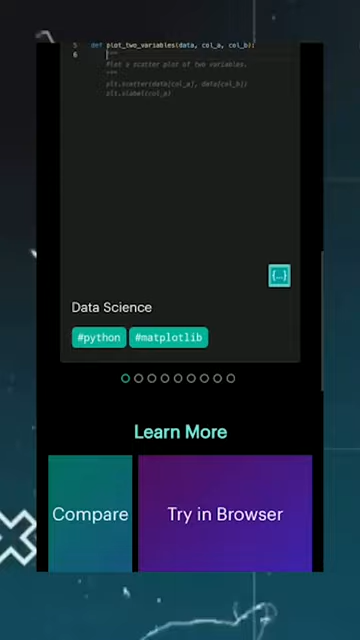 5 def plot_two_variables(data, col_a, col_b):
6 """
Plot a scatter plot of two variables.
"""
plt.scatter(data[col_a], data[col_b])
plt.xlabel(col_a)
{...}
Data Science
#python #matplotlib
Learn More
Compare Try in Browser